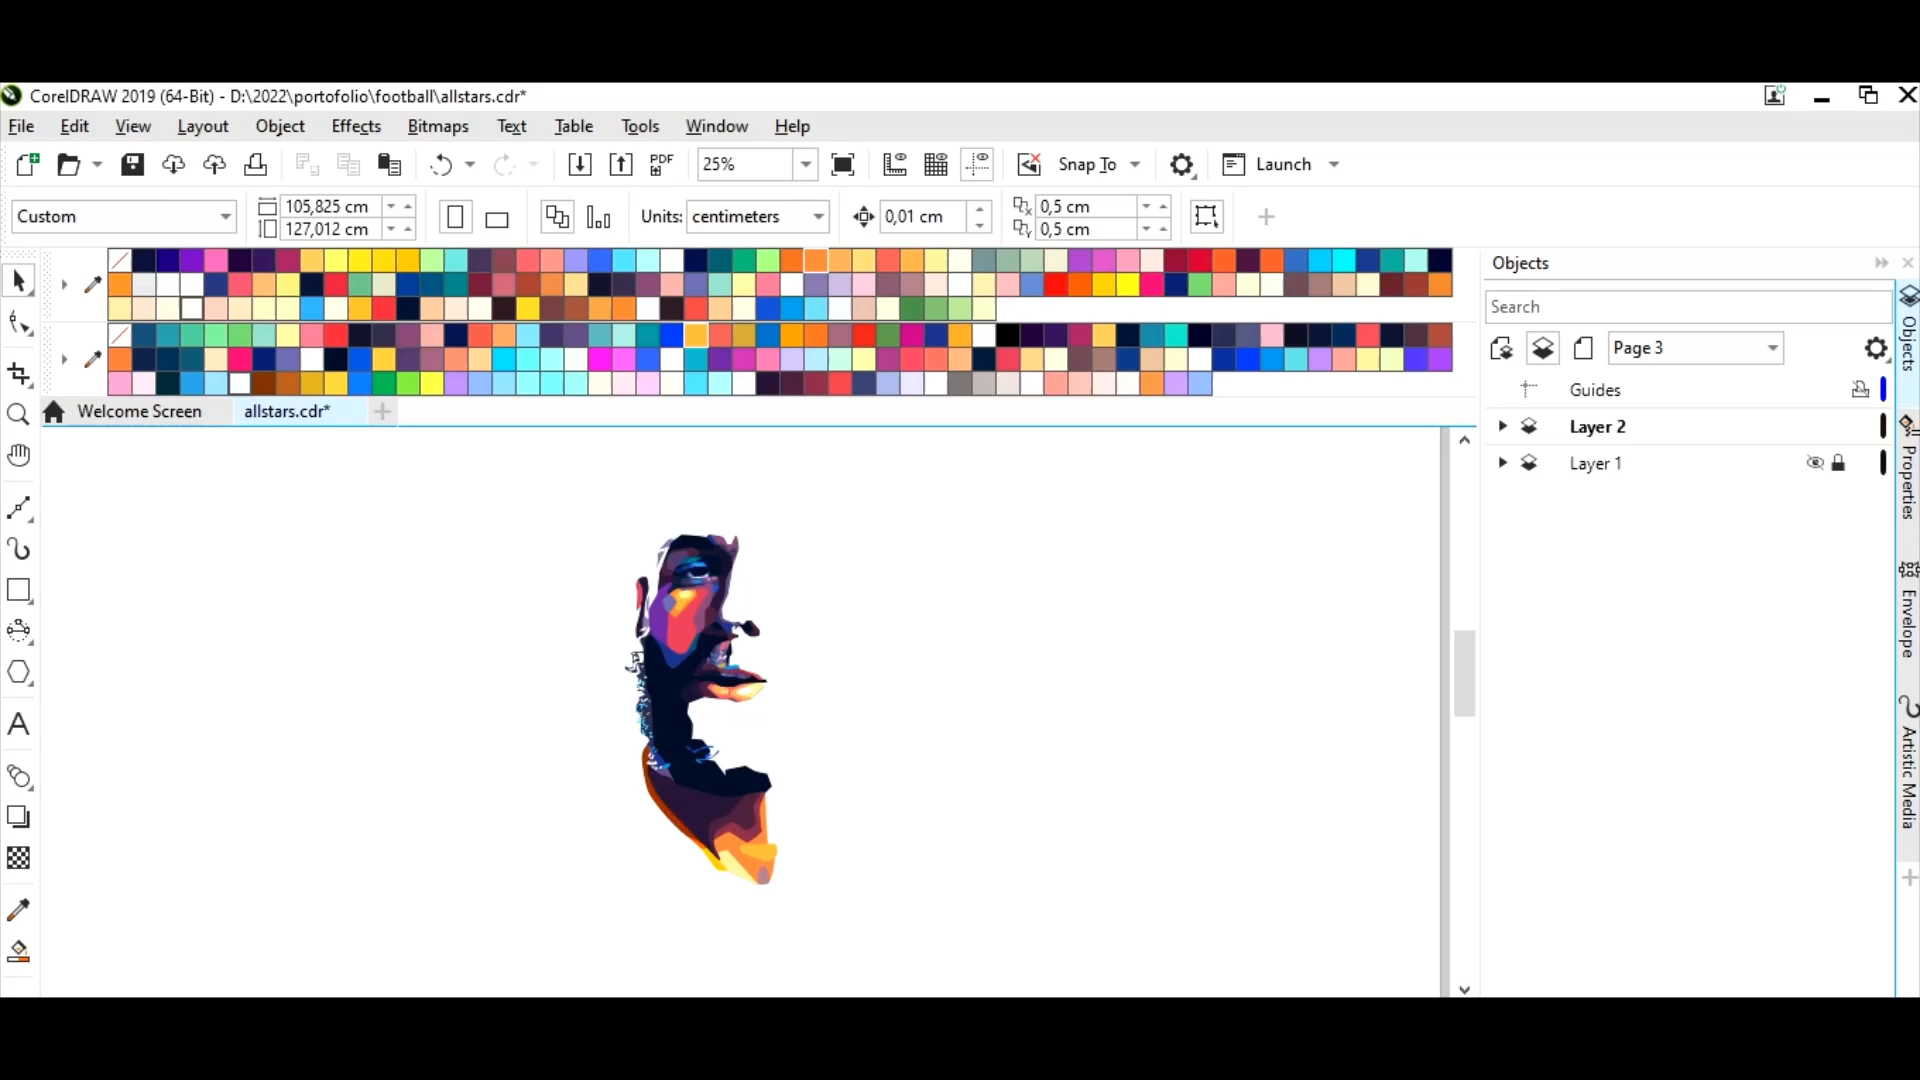 CorelDRAW 2019 (64-Bit) - D:\2022\portofolio\football\allstars.cdr*
File Edit View Layout Object Effects Bitmaps Text Table Tools Window Help
PDF 25% Snap To Launch
Custom 105,825 cm 127,012 cm Units: centimeters 0,01 cm 0,5 cm 0,5 cm
Welcome Screen allstars.cdr*
Objects
Search
Page 3
Guides
Layer 2
Layer 1
Objects
Properties
Envelope
Artistic Media